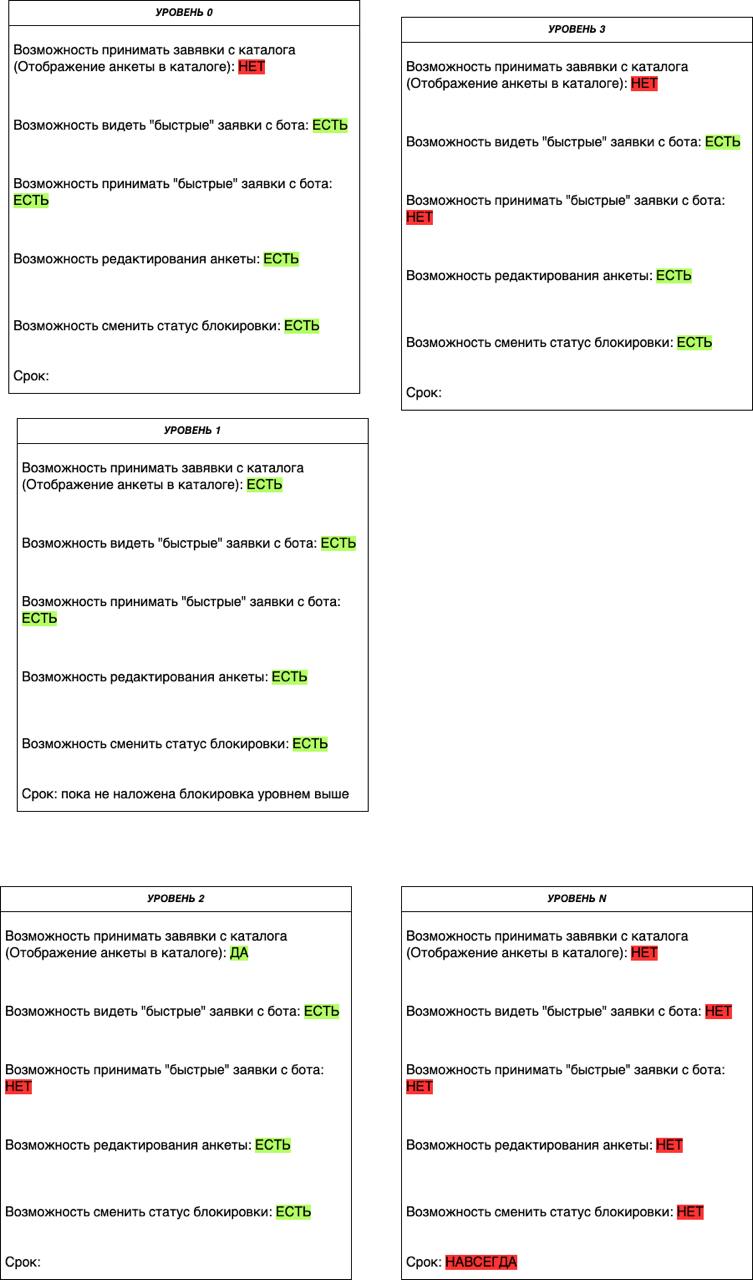 УРОВЕНЬ 0
Возможность принимать завявки с каталога
(Отображение анкеты в каталоге): НЕТ
Возможность видеть "быстрые" заявки с бота: ЕСТЬ
Возможность принимать "быстрые" заявки с бота:
ЕСТЬ
Возможность редактирования анкеты: ЕСТЬ
Возможность сменить статус блокировки: ЕСТЬ
Срок:
УРОВЕНЬ 3
Возможность принимать завявки с каталога
(Отображение анкеты в каталоге): НЕТ
Возможность видеть "быстрые" заявки с бота: ЕСТЬ
Возможность принимать "быстрые" заявки с бота:
НЕТ
Возможность редактирования анкеты: ЕСТЬ
Возможность сменить статус блокировки: ЕСТЬ
Срок:
УРОВЕНЬ 1
Возможность принимать завявки с каталога
(Отображение анкеты в каталоге): ЕСТЬ
Возможность видеть "быстрые" заявки с бота: ЕСТЬ
Возможность принимать "быстрые" заявки с бота:
ЕСТЬ
Возможность редактирования анкеты: ЕСТЬ
Возможность сменить статус блокировки: ЕСТЬ
Срок: пока не наложена блокировка уровнем выше
УРОВЕНЬ 2
Возможность принимать завявки с каталога
(Отображение анкеты в каталоге): ДА
Возможность видеть "быстрые" заявки с бота: ЕСТЬ
Возможность принимать "быстрые" заявки с бота:
НЕТ
Возможность редактирования анкеты: ЕСТЬ
Возможность сменить статус блокировки: ЕСТЬ
Срок:
УРОВЕНЬ N
Возможность принимать завявки с каталога
(Отображение анкеты в каталоге): НЕТ
Возможность видеть "быстрые" заявки с бота: НЕТ
Возможность принимать "быстрые" заявки с бота:
НЕТ
Возможность редактирования анкеты: НЕТ
Возможность сменить статус блокировки: НЕТ
Срок: НАВСЕГДА